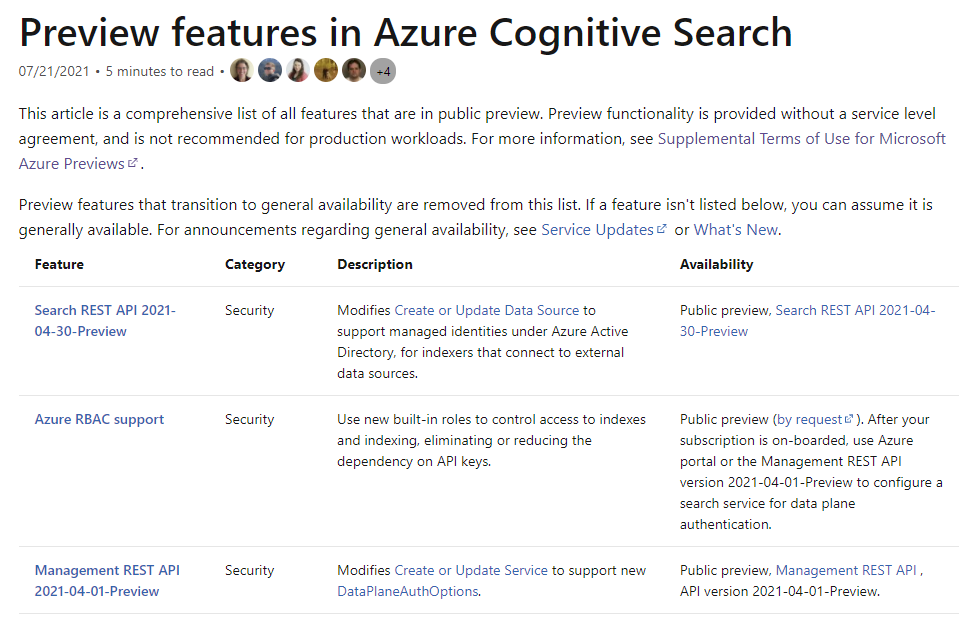 Preview features in Azure Cognitive Search
07/21/2021 • 5 minutes to read • +4
This article is a comprehensive list of all features that are in public preview. Preview functionality is provided without a service level
agreement, and is not recommended for production workloads. For more information, see Supplemental Terms of Use for Microsoft
Azure Previews.
Preview features that transition to general availability are removed from this list. If a feature isn't listed below, you can assume it is
generally available. For announcements regarding general availability, see Service Updates or What's New.
Feature Category Description Availability
Search REST API 2021-
04-30-Preview
Security
Modifies Create or Update Data Source to
support managed identities under Azure Active
Directory, for indexers that connect to external
data sources.
Public preview, Search REST API 2021-04-
30-Preview
Azure RBAC support
Security
Use new built-in roles to control access to indexes
and indexing, eliminating or reducing the
dependency on API keys.
Public preview (by request). After your
subscription is on-boarded, use Azure
portal or the Management REST API
version 2021-04-01-Preview to configure a
search service for data plane
authentication.
Management REST API
2021-04-01-Preview
Security
Modifies Create or Update Service to support new
DataPlaneAuthOptions.
Public preview, Management REST API ,
API version 2021-04-01-Preview.